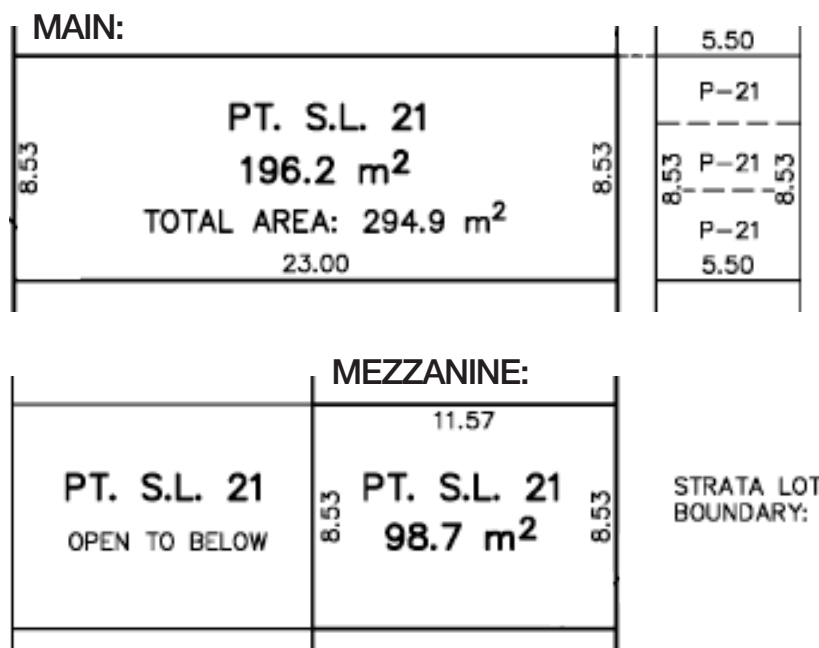 MAIN:
5.50
P-21
PT. S.L. 21
8.53
196.2 m²
8.53
8.53
P-21
8.53
TOTAL AREA: 294.9 m²
P-21
23.00
5.50
MEZZANINE:
11.57
PT. S.L. 21
8.53
PT. S.L. 21
8.53
STRATA LOT
BOUNDARY:
OPEN TO BELOW
98.7 m²